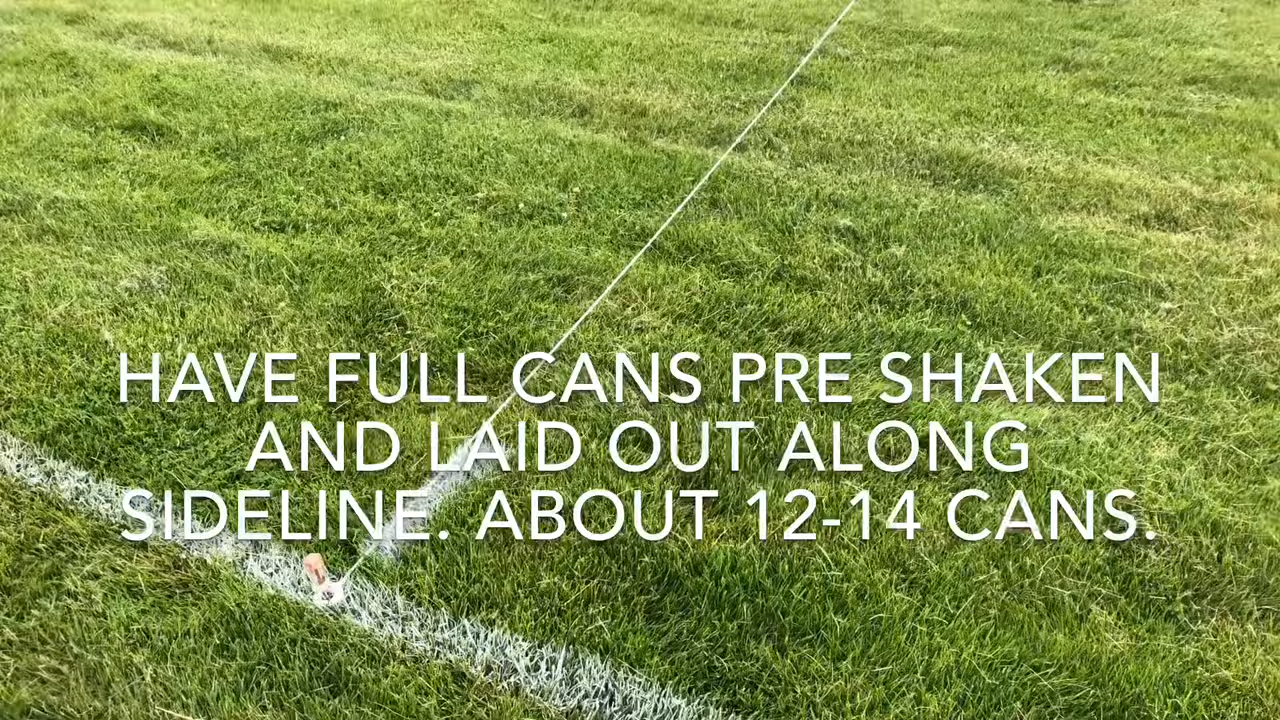 HAVE FULL CANS PRE SHAKEN
AND LAID OUT ALONG
SIDELINE. ABOUT 12-14 CANS.